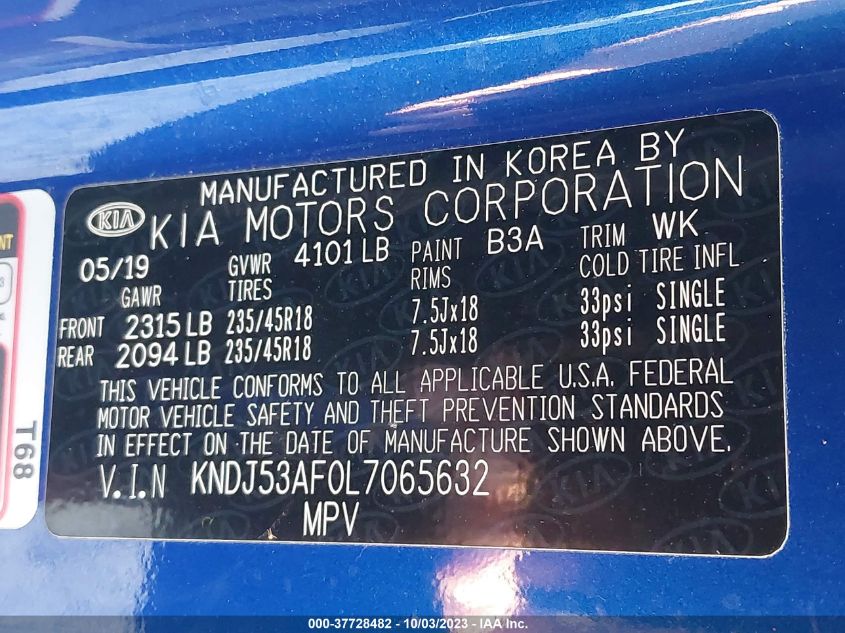 MANUFACTURED IN KOREA BY
KIA KIA MOTORS CORPORATION
05/19 GVWR 4101 LB PAINT B3A TRIM WK
GAWR TIRES RIMS COLD TIRE INFL
FRONT 2315 LB 235/45R18 7.5Jx18 33psi SINGLE
REAR 2094 LB 235/45R18 7.5Jx18 33psi SINGLE
THIS VEHICLE CONFORMS TO ALL APPLICABLE U.S.A. FEDERAL
MOTOR VEHICLE SAFETY AND THEFT PREVENTION STANDARDS
IN EFFECT ON THE DATE OF MANUFACTURE SHOWN ABOVE.
V.I.N KNDJ53AF0L7065632
MPV
T68
000-37728482 - 10/03/2023 - © IAA Inc.